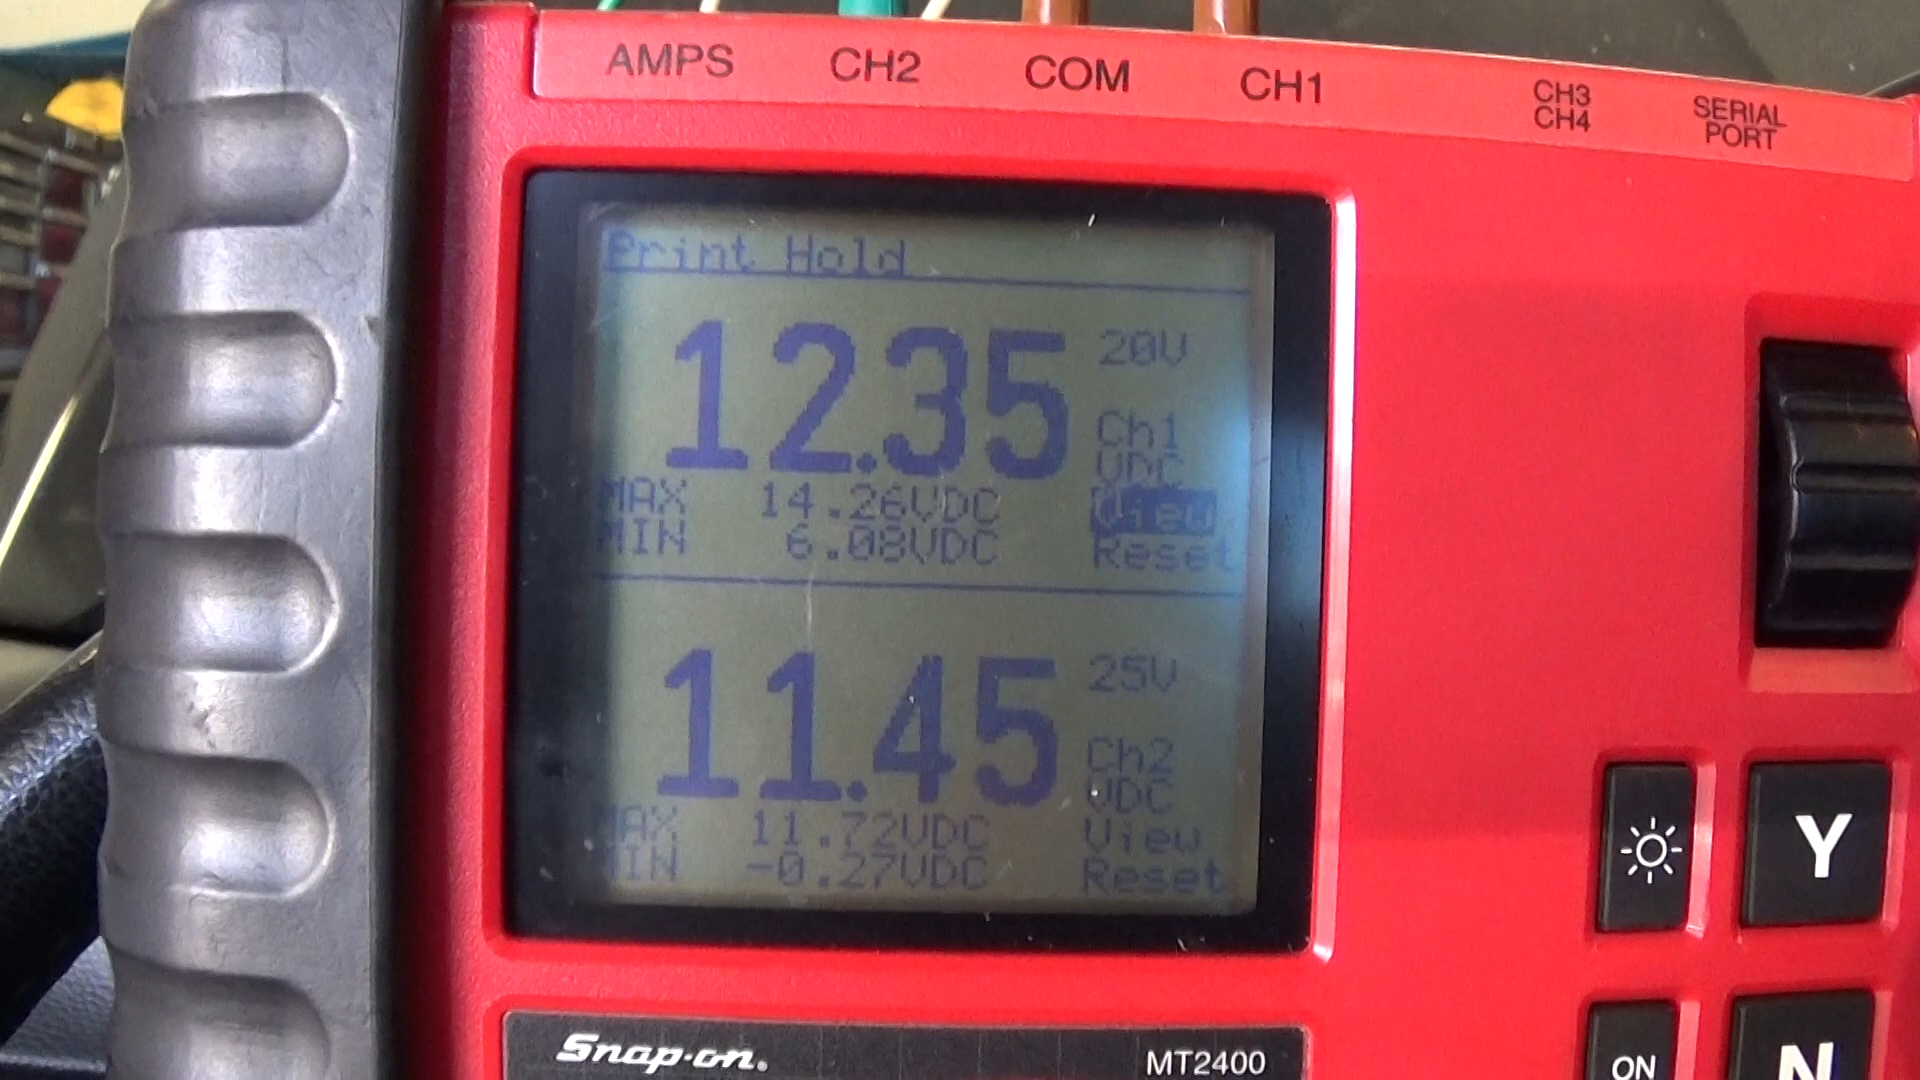 AMPS CH2 COM CH1 CH3 SERIAL
CH4 PORT
Print Hold
12.35 20V
Ch1
VDC
MAX 14.26VDC View
MIN 6.08VDC Reset
11.45 25V
Ch2
VDC
MAX 11.72VDC View
MIN -0.27VDC Reset
Y
Snap-on® MT2400
ON N